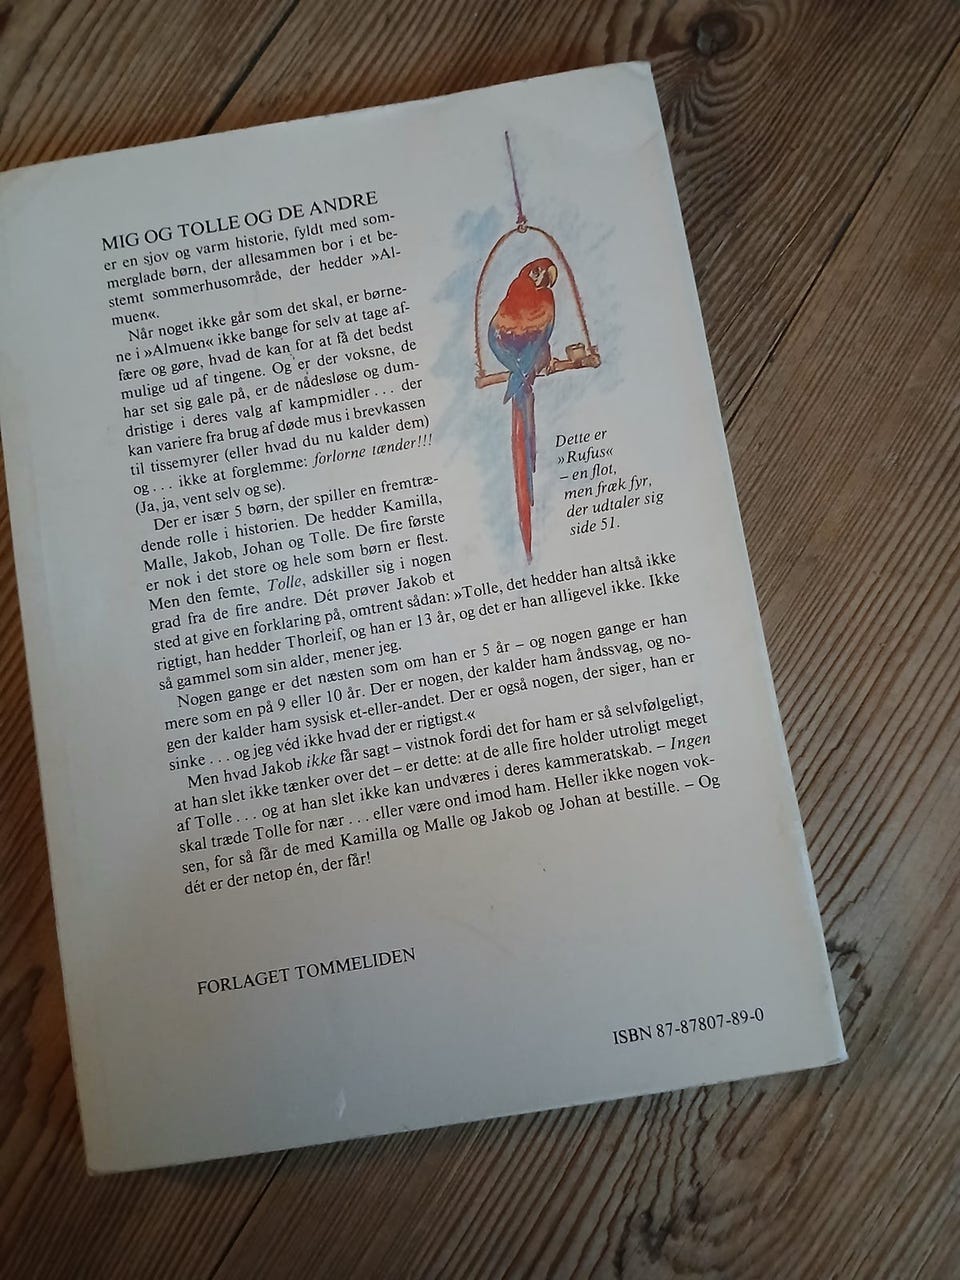 MIG OG TOLLE OG DE ANDRE
er en sjov og varm historie, fyldt med som-
merglade børn, der allesammen bor i et be-
stemt sommerhusområde, der hedder »Al-
muen«.
Når noget ikke går som det skal, er børne-
ne i »Almuen« ikke bange for selv at tage af-
fære og gøre, hvad de kan for at få det bedst
mulige ud af tingene. Og er der voksne, de
har set sig gale på, er de nådesløse og dum-
dristige i deres valg af kampmidler . . . der
kan variere fra brug af døde mus i brevkassen
til tissemyrer (eller hvad du nu kalder dem)
og . . . ikke at forglemme: forlorne tænder!!!
(Ja, ja, vent selv og se).
Der er især 5 børn, der spiller en fremtræ-
dende rolle i historien. De hedder Kamilla,
Malle, Jakob, Johan og Tolle. De fire første
er nok i det store og hele som børn er flest.
Men den femte, Tolle, adskiller sig i nogen
grad fra de fire andre. Dét prøver Jakob et
sted at give en forklaring på, omtrent sådan: »Tolle, det hedder han altså ikke
rigtigt, han hedder Thorleif, og han er 13 år, og det er han alligevel ikke. Ikke
så gammel som sin alder, mener jeg.
Nogen gange er det næsten som om han er 5 år – og nogen gange er han
mere som en på 9 eller 10 år. Der er nogen, der kalder ham åndssvag, og no-
gen der kalder ham sysisk et-eller-andet. Der er også nogen, der siger, han er
sinke . . . og jeg véd ikke hvad der er rigtigst.«
Men hvad Jakob ikke får sagt – vistnok fordi det for ham er så selvfølgeligt,
at han slet ikke tænker over det – er dette: at de alle fire holder utroligt meget
af Tolle . . . og at han slet ikke kan undværes i deres kammeratskab. – Ingen
skal træde Tolle for nær . . . eller være ond imod ham. Heller ikke nogen vok-
sen, for så får de med Kamilla og Malle og Jakob og Johan at bestille. – Og
dét er der netop én, der får!
Dette er
»Rufus«
– en flot,
men fræk fyr,
der udtaler sig
side 51.
FORLAGET TOMMELIDEN
ISBN 87-87807-89-0